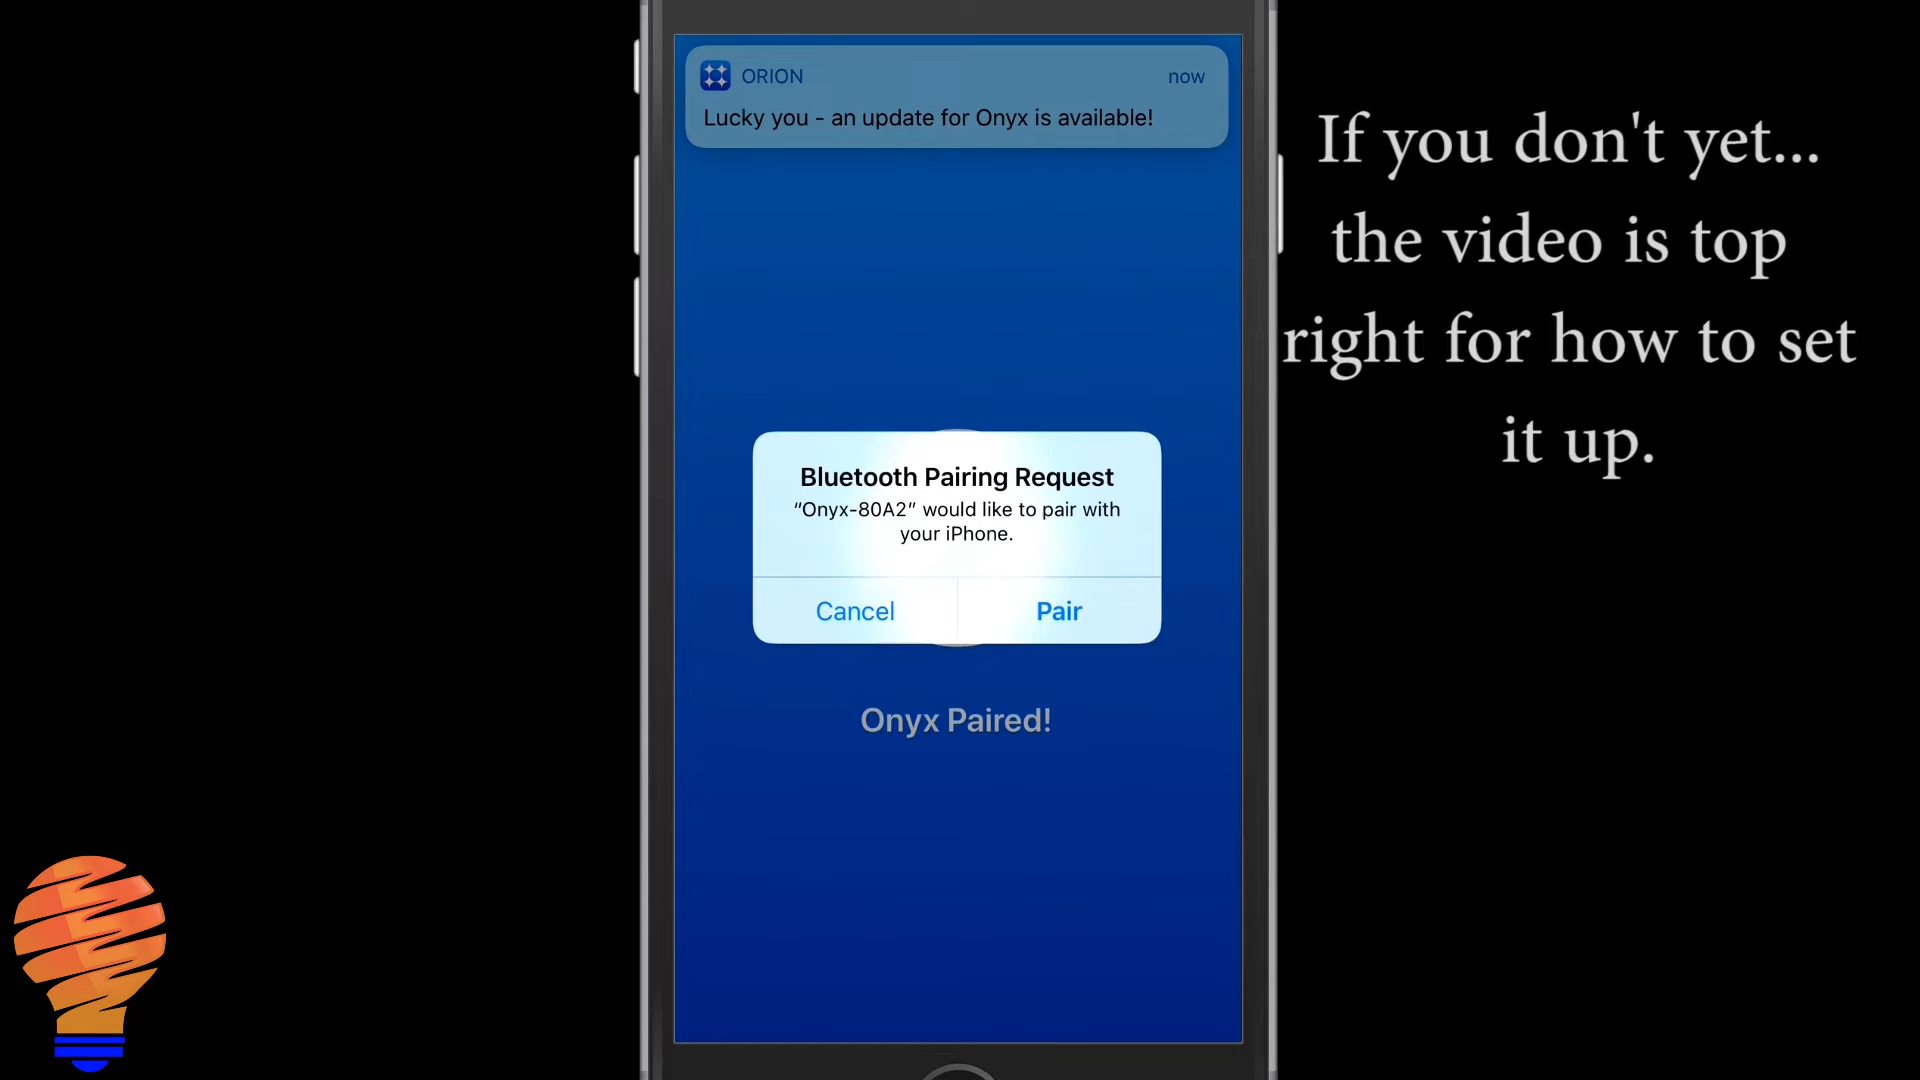 ORION
now
Lucky you - an update for Onyx is available!
If you don't yet...
the video is top
right for how to set
it up.
Bluetooth Pairing Request
“Onyx-80A2” would like to pair with
your iPhone.
Cancel
Pair
Onyx Paired!